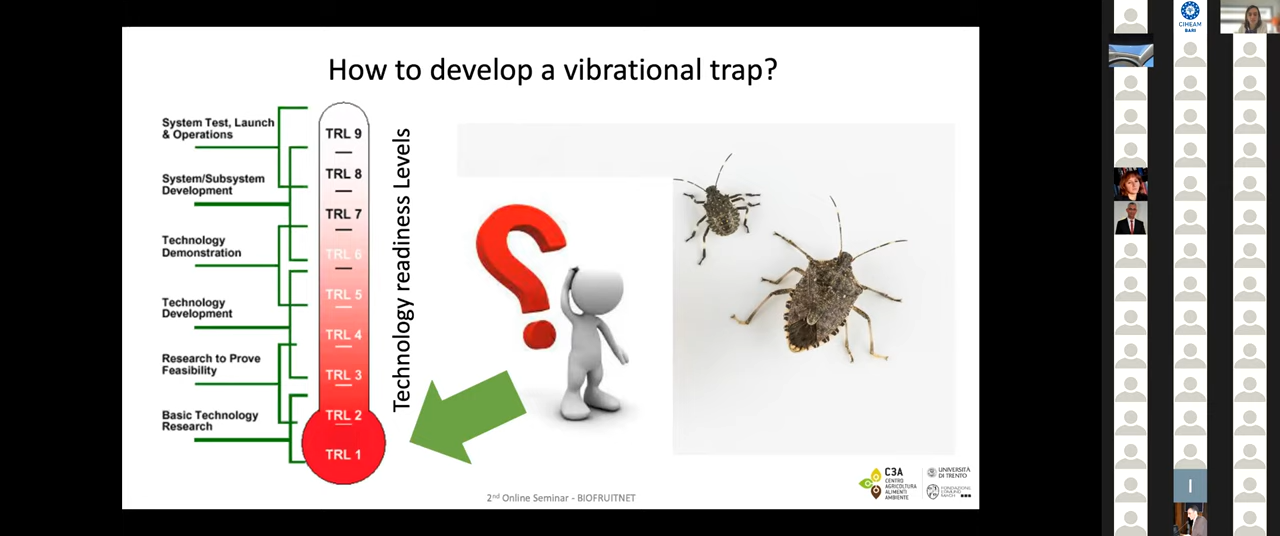 How to develop a vibrational trap?
System Test, Launch
& Operations
System/Subsystem
Development
Technology
Demonstration
Technology
Development
Research to Prove
Feasibility
Basic Technology
Research
TRL 9
TRL 8
TRL 7
TRL 6
TRL 5
TRL 4
TRL 3
TRL 2
TRL 1
Technology readiness Levels
2nd Online Seminar - BIOFRUITNET
C3A
CENTRO
AGRICOLTURA
ALIMENTI
AMBIENTE
UNIVERSITÀ
DI TRENTO
FONDAZIONE
EDMUND
MACH
CIHEAM
BARI
I